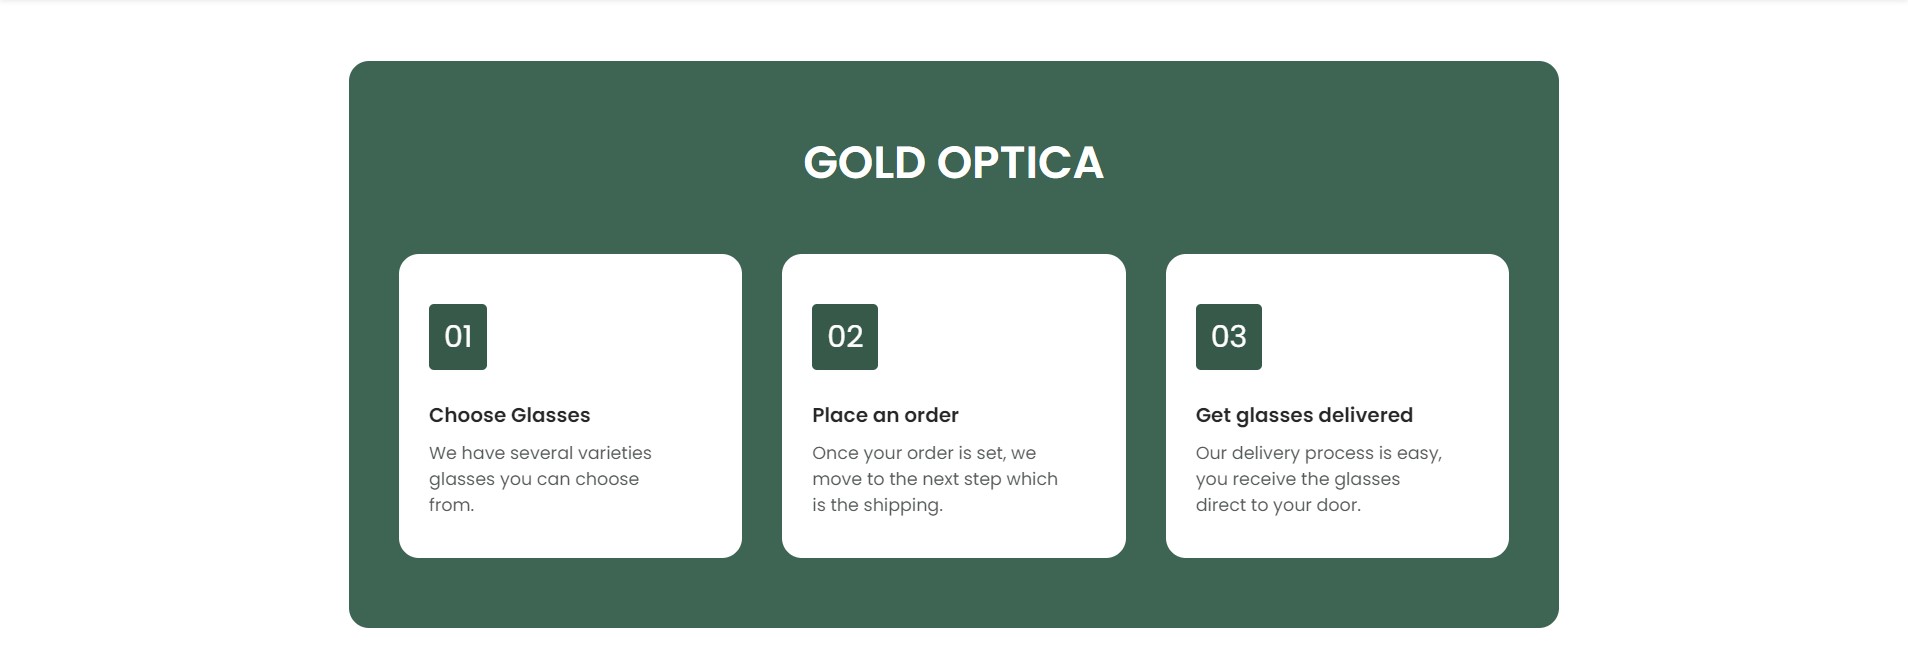 GOLD OPTICA
01
Choose Glasses
We have several varieties
glasses you can choose
from.
02
Place an order
Once your order is set, we
move to the next step which
is the shipping.
03
Get glasses delivered
Our delivery process is easy,
you receive the glasses
direct to your door.